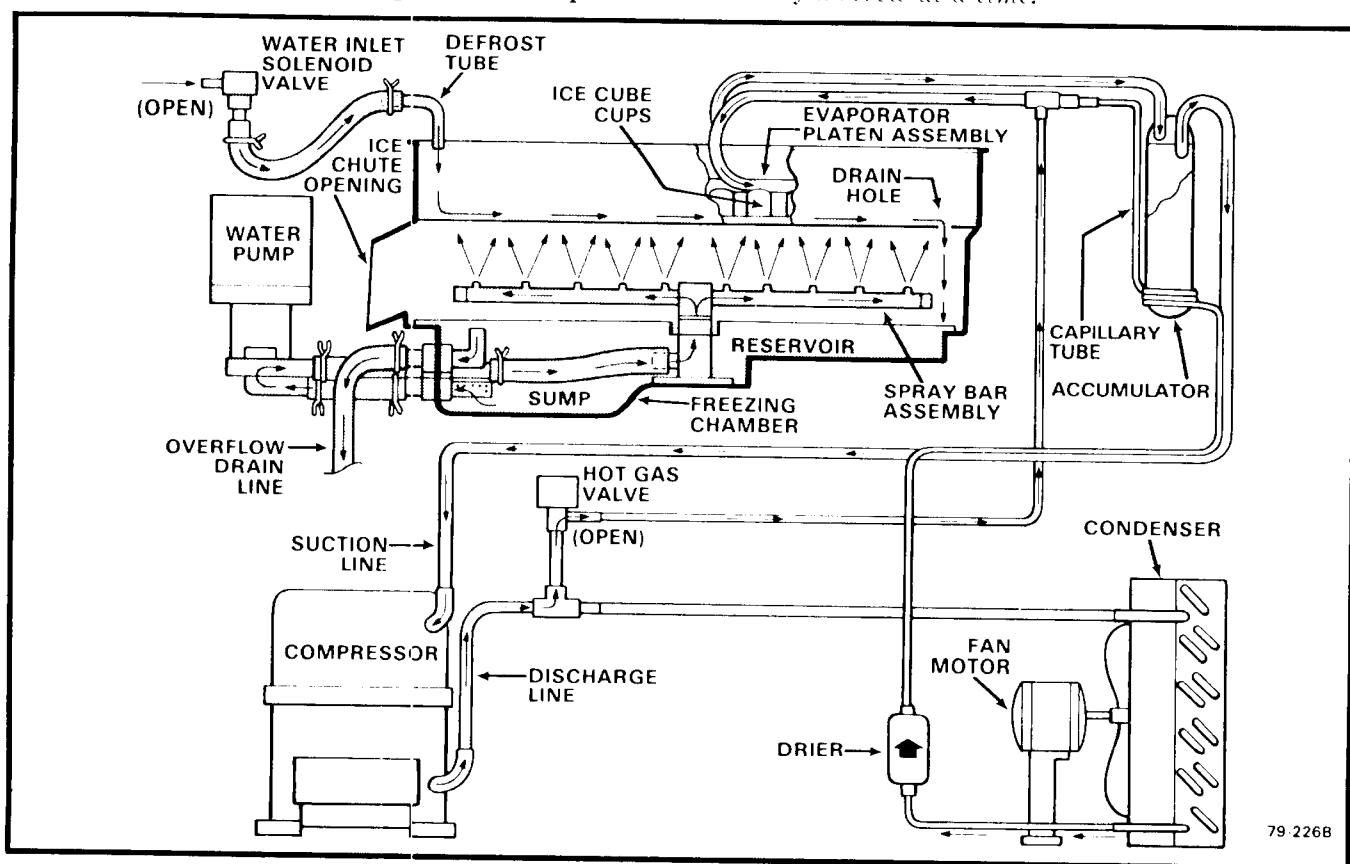 at a time.
WATER INLET
SOLENOID
VALVE
(OPEN)
DEFROST
TUBE
ICE CUBE
CUPS
EVAPORATOR
PLATEN ASSEMBLY
ICE
CHUTE
OPENING
DRAIN
HOLE
WATER
PUMP
RESERVOIR
CAPILLARY
TUBE
ACCUMULATOR
SUMP
FREEZING
CHAMBER
SPRAY BAR
ASSEMBLY
OVERFLOW
DRAIN
LINE
HOT GAS
VALVE
(OPEN)
SUCTION
LINE
CONDENSER
COMPRESSOR
DISCHARGE
LINE
FAN
MOTOR
DRIER
79-226B